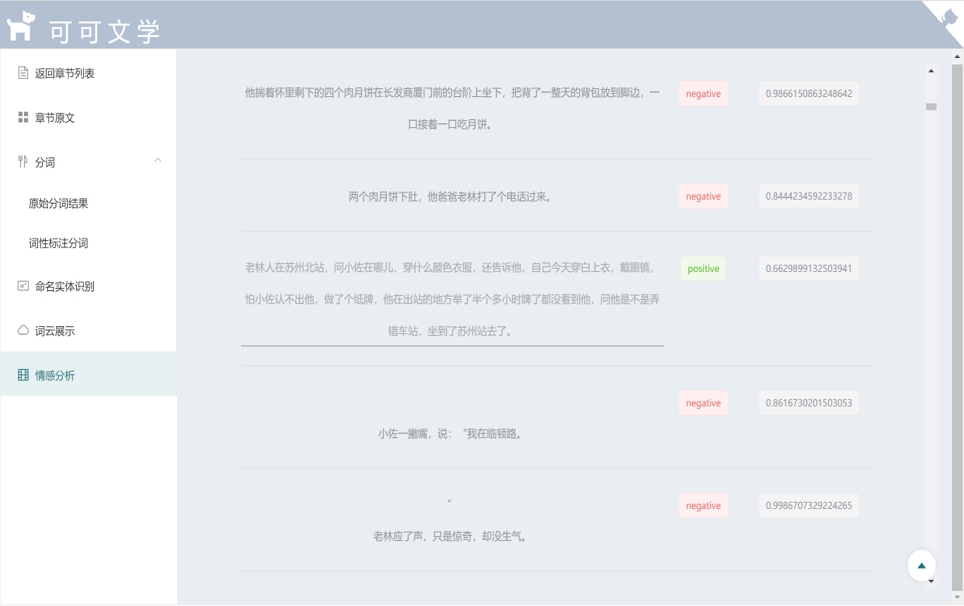 可可文学
返回章节列表
章节原文
分词
原始分词结果
词性标注分词
命名实体识别
词云展示
情感分析
他揣着怀里剩下的四个肉月饼在长发商厦门前的台阶上坐下，把背了一整天的背包放到脚边，一
口接着一口吃月饼。
negative
0.9866150863248642
两个肉月饼下肚，他爸爸老林打了个电话过来。
negative
0.8444234592233278
老林人在苏州北站，问小佐在哪儿，穿什么颜色衣服，还告诉他，自己今天穿白上衣，戴眼镜，
怕小佐认不出他，做了个纸牌，他在出站的地方举了半个多小时牌了都没看到他，问他是不是弄
错车站，坐到了苏州站去了。
positive
0.6629899132503941
negative
0.8616730201503053
小佐一撇嘴，说：“我在临顿路。
”
negative
0.9986707329224265
老林应了声，只是惊奇，却没生气。